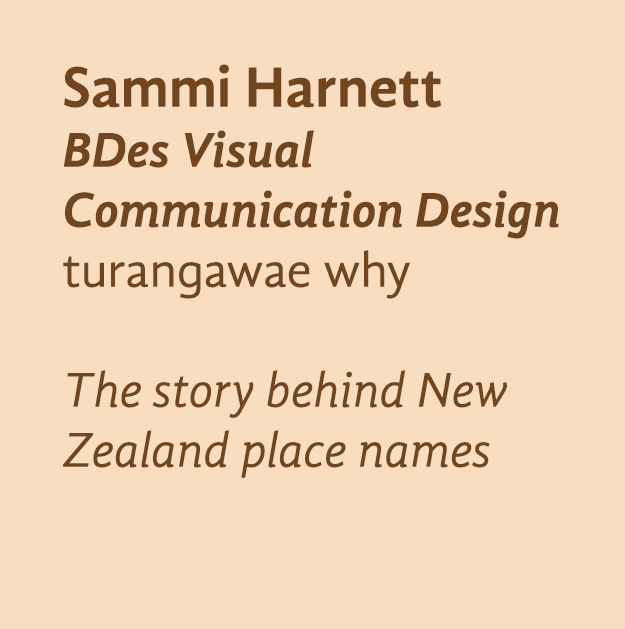 Sammi Harnett
BDes Visual
Communication Design
turangawae why
The story behind New
Zealand place names